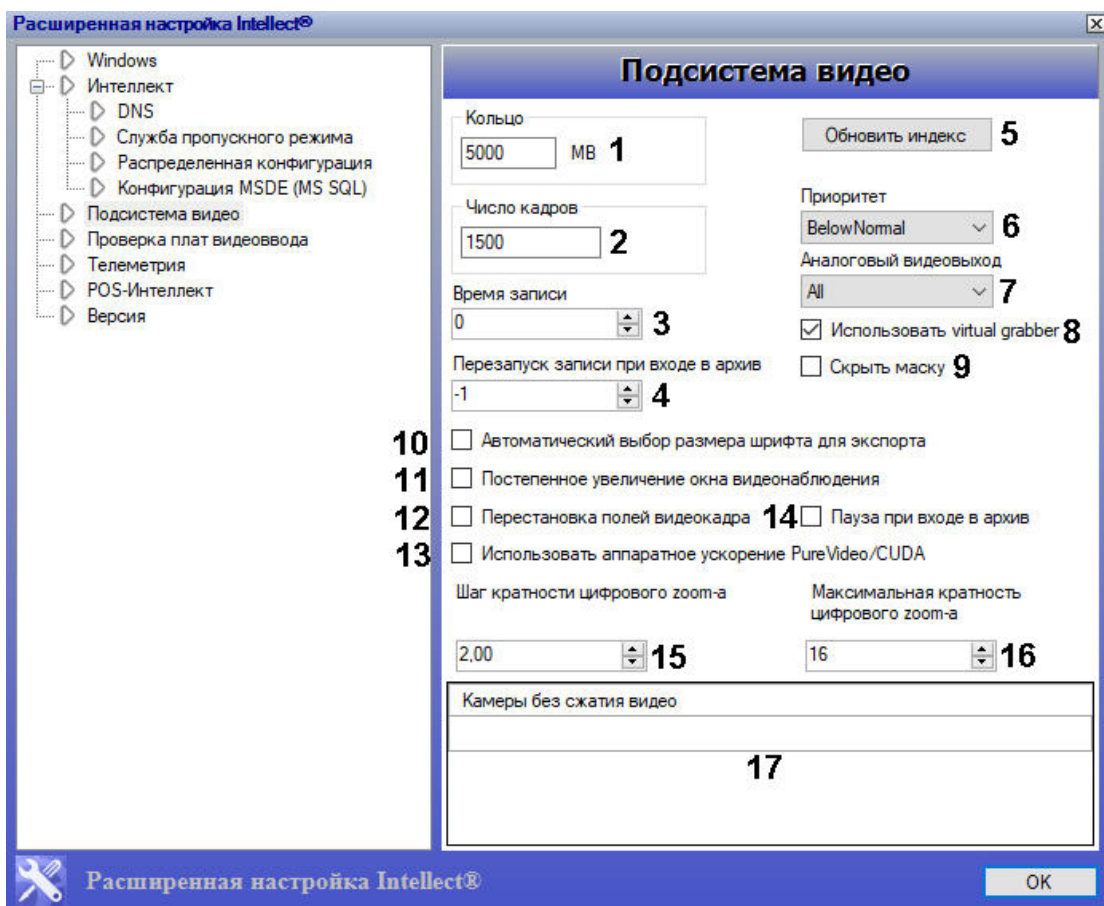 Расширенная настройка Intellect®
Windows
Интеллект
DNS
Служба пропускного режима
Распределенная конфигурация
Конфигурация MSDE (MS SQL)
Подсистема видео
Проверка плат видеоввода
Телеметрия
POS-Интеллект
Версия
Подсистема видео
Кольцо
5000 MB 1
Обновить индекс 5
Число кадров
1500 2
Приоритет
BelowNormal 6
Аналоговый видеовыход
All 7
Время записи
0 3
Использовать virtual grabber 8
Перезапуск записи при входе в архив
-1 4
Скрыть маску 9
10 Автоматический выбор размера шрифта для экспорта
11 Постепенное увеличение окна видеонаблюдения
12 Перестановка полей видеокадра 14 Пауза при входе в архив
13 Использовать аппаратное ускорение PureVideo/CUDA
Шаг кратности цифрового zoom-а
2,00 15
Максимальная кратность
цифрового zoom-а
16 16
Камеры без сжатия видео
17
Расширенная настройка Intellect®
OK